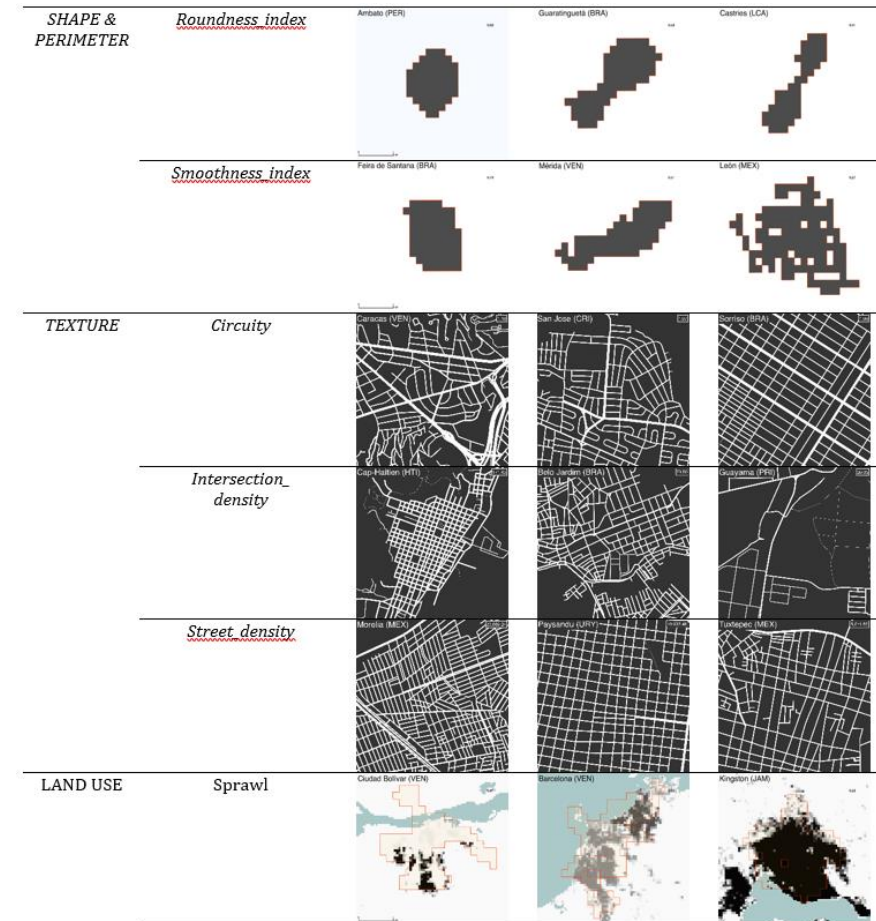 SHAPE &
PERIMETER
Roundness_index
Ambato (PER)
Guaratinguetà (BRA)
Castries (LCA)
Smoothness_index
Feira de Santana (BRA)
Mérida (VEN)
León (MEX)
TEXTURE
Circuity
Caracas (VEN)
San Jose (CRI)
Sorriso (BRA)
Intersection_
density
Cap-Haïtien (HTI)
Belo Jardim (BRA)
Guayama (PRI)
Street_density
Morelia (MEX)
Paysandu (URY)
Tuxtepec (MEX)
LAND USE
Sprawl
Ciudad Bolivar (VEN)
Barcelona (VEN)
Kingston (JAM)